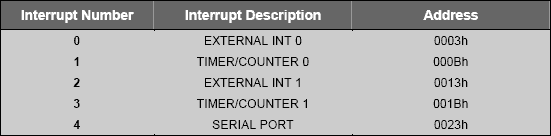 Interrupt Number Interrupt Description Address
0 EXTERNAL INT 0 0003h
1 TIMER/COUNTER 0 000Bh
2 EXTERNAL INT 1 0013h
3 TIMER/COUNTER 1 001Bh
4 SERIAL PORT 0023h